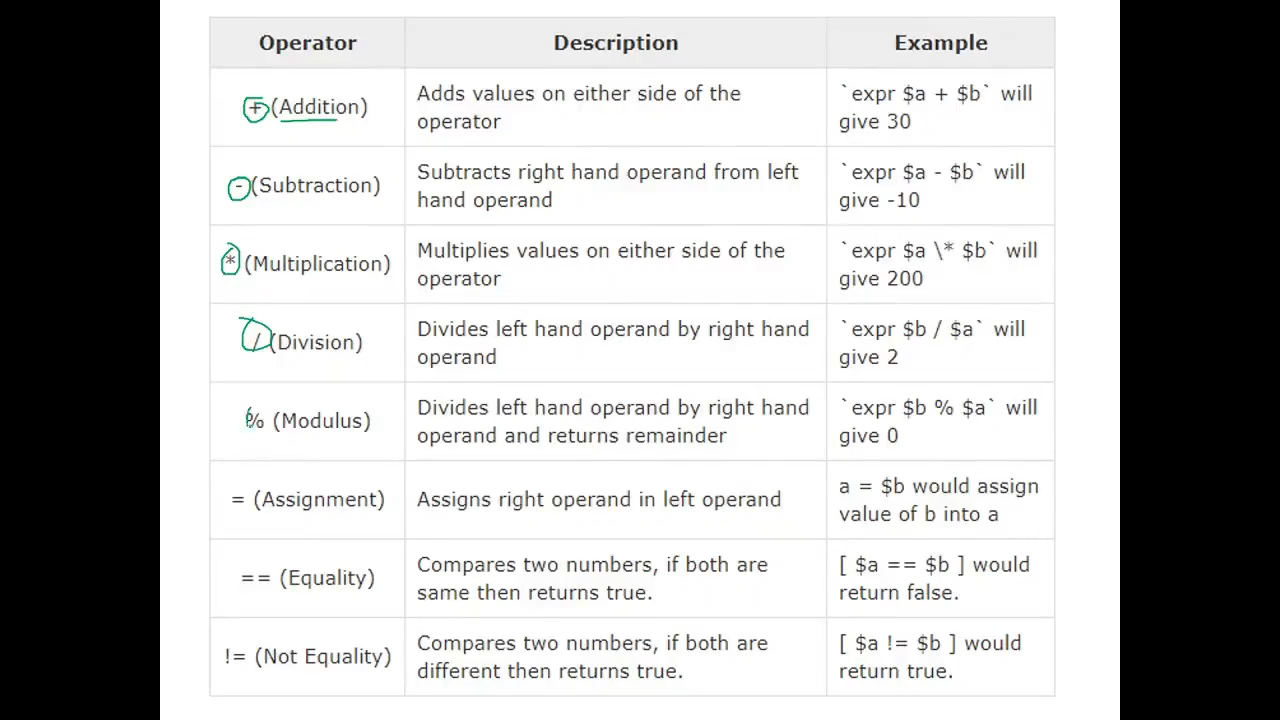 Operator Description Example
+ (Addition) Adds values on either side of the `expr $a + $b` will
operator give 30
- (Subtraction) Subtracts right hand operand from left `expr $a - $b` will
hand operand give -10
* (Multiplication) Multiplies values on either side of the `expr $a \* $b` will
operator give 200
/ (Division) Divides left hand operand by right hand `expr $b / $a` will
operand give 2
% (Modulus) Divides left hand operand by right hand `expr $b % $a` will
operand and returns remainder give 0
= (Assignment) Assigns right operand in left operand a = $b would assign
value of b into a
== (Equality) Compares two numbers, if both are [ $a == $b ] would
same then returns true. return false.
!= (Not Equality) Compares two numbers, if both are [ $a != $b ] would
different then returns true. return true.